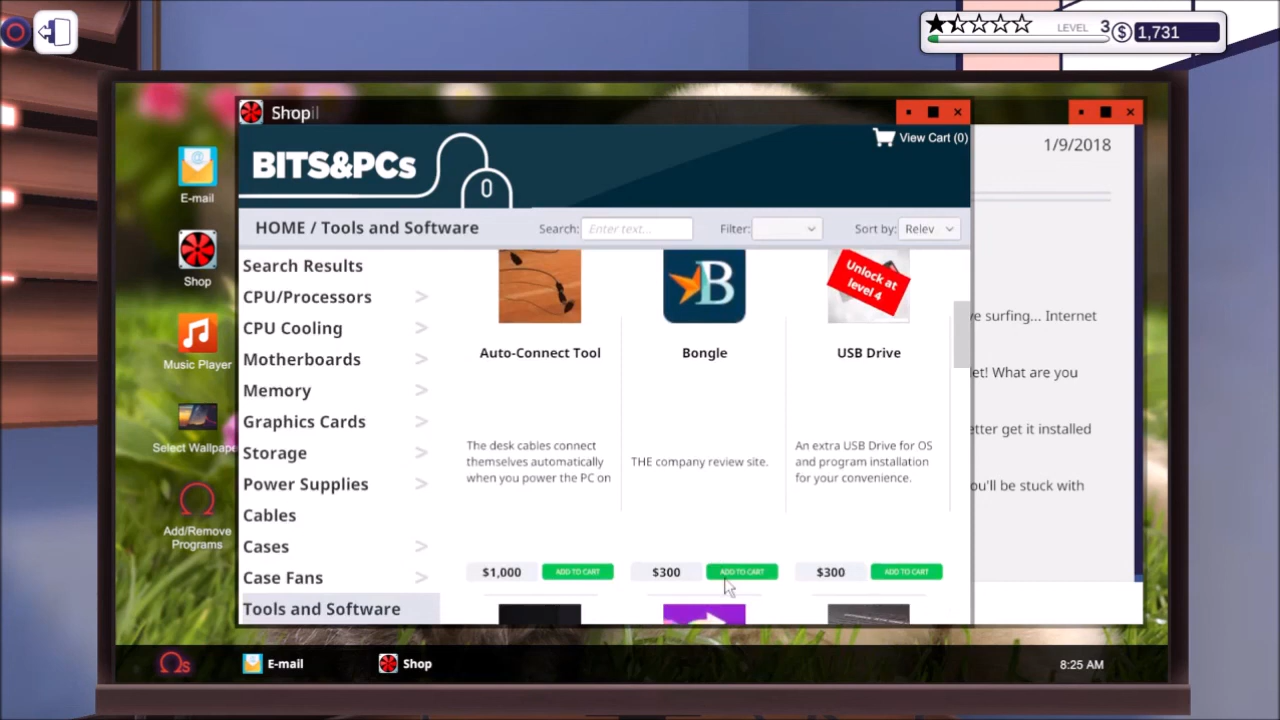 LEVEL 3 $ 1,731
Shop
View Cart (0)
1/9/2018
BITS&PCs
HOME / Tools and Software
Search: Enter text...
Filter:
Sort by: Relev
E-mail
Shop
Music Player
Select Wallpape
Add/Remove
Programs
Search Results
CPU/Processors >
CPU Cooling >
Motherboards >
Memory >
Graphics Cards >
Storage >
Power Supplies >
Cables
Cases >
Case Fans >
Tools and Software
Auto-Connect Tool
The desk cables connect
themselves automatically
when you power the PC on
$1,000 ADD TO CART
B
Bongle
THE company review site.
$300 ADD TO CART
Unlock at
level 4
USB Drive
An extra USB Drive for OS
and program installation
for your convenience.
$300 ADD TO CART
ve surfing... Internet
et! What are you
etter get it installed
ou'll be stuck with
Ωs
E-mail
Shop
8:25 AM